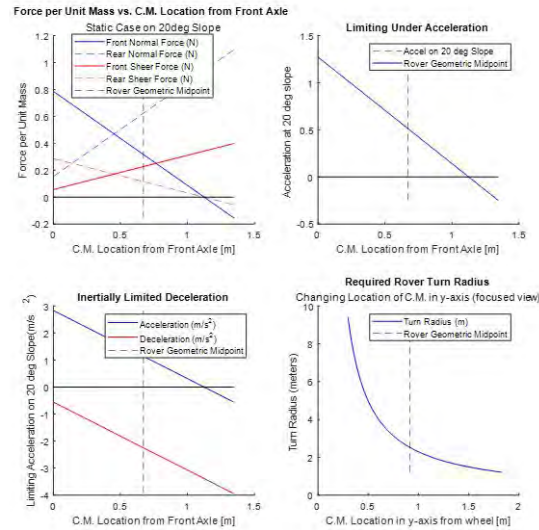 Force per Unit Mass vs. C.M. Location from Front Axle
Static Case on 20deg Slope
1.2
1
0.8
0.6
0.4
0.2
0
-0.2
Force per Unit Mass
Front Normal Force (N)
Rear Normal Force (N)
Front Sheer Force (N)
Rear Sheer Force (N)
Rover Geometric Midpoint
0
0.5
1
1.5
C.M. Location from Front Axle [m]
Limiting Under Acceleration
1.5
1
0.5
0
-0.5
Acceleration at 20 deg slope
Accel on 20 deg Slope
Rover Geometric Midpoint
0
0.5
1
1.5
C.M. Location from Front Axle [m]
Inertially Limited Deceleration
3
2
1
0
-1
-2
-3
-4
Limiting Acceleration on 20 deg Slope(m/s²)
Acceleration (m/s²)
Deceleration (m/s²)
Rover Geometric Midpoint
0
0.5
1
1.5
C.M. Location from Front Axle [m]
Required Rover Turn Radius
Changing Location of C.M. in y-axis (focused view)
10
8
6
4
2
0
Turn Radius (meters)
Turn Radius (m)
Rover Geometric Midpoint
0
0.5
1
1.5
2
C.M. Location in y-axis from wheel [m]